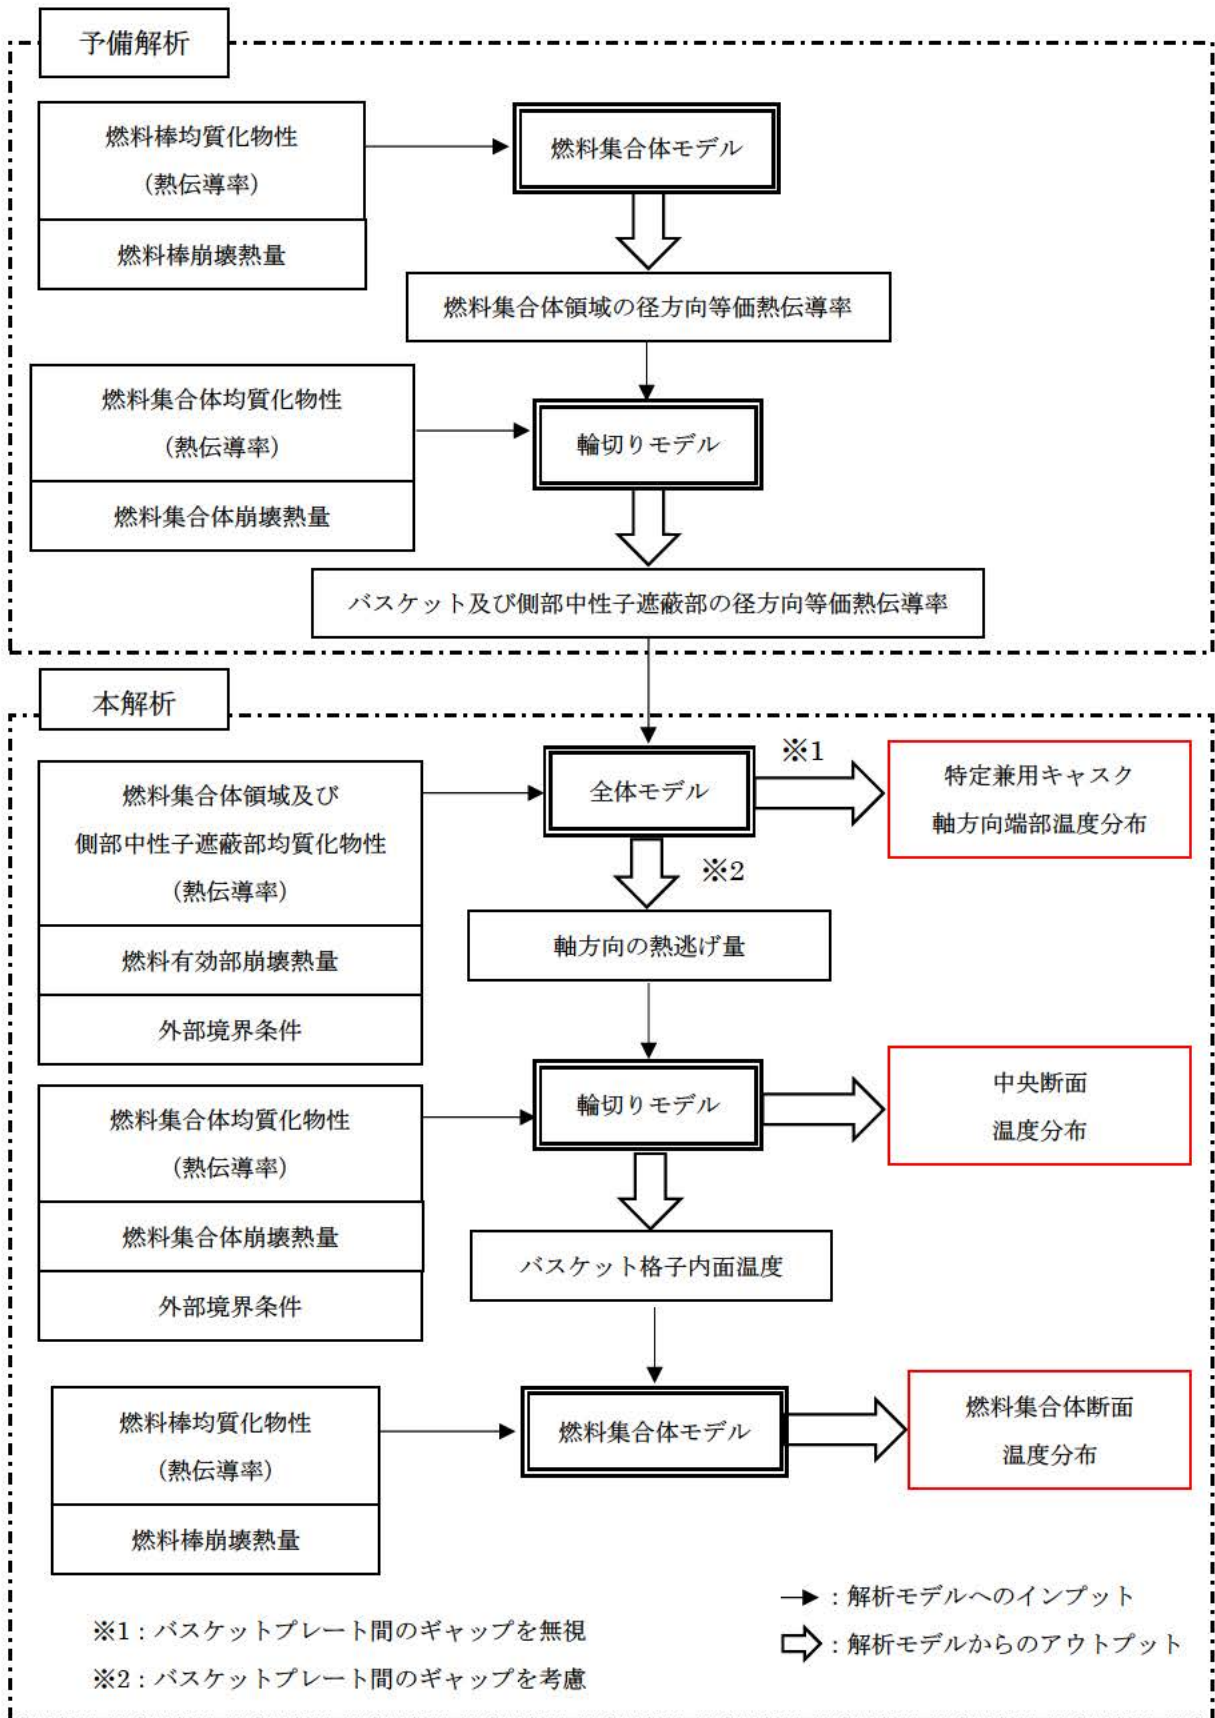 予備解析
燃料棒均質化物性
（熱伝導率）
燃料棒崩壊熱量
燃料集合体モデル
燃料集合体領域の径方向等価熱伝導率
燃料集合体均質化物性
（熱伝導率）
燃料集合体崩壊熱量
輪切りモデル
バスケット及び側部中性子遮蔽部の径方向等価熱伝導率
本解析
燃料集合体領域及び
側部中性子遮蔽部均質化物性
（熱伝導率）
燃料有効部崩壊熱量
外部境界条件
全体モデル
※1
特定兼用キャスク
軸方向端部温度分布
※2
軸方向の熱逃げ量
燃料集合体均質化物性
（熱伝導率）
燃料集合体崩壊熱量
外部境界条件
輪切りモデル
中央断面
温度分布
バスケット格子内面温度
燃料棒均質化物性
（熱伝導率）
燃料棒崩壊熱量
燃料集合体モデル
燃料集合体断面
温度分布
※1：バスケットプレート間のギャップを無視
※2：バスケットプレート間のギャップを考慮
：解析モデルへのインプット
：解析モデルからのアウトプット